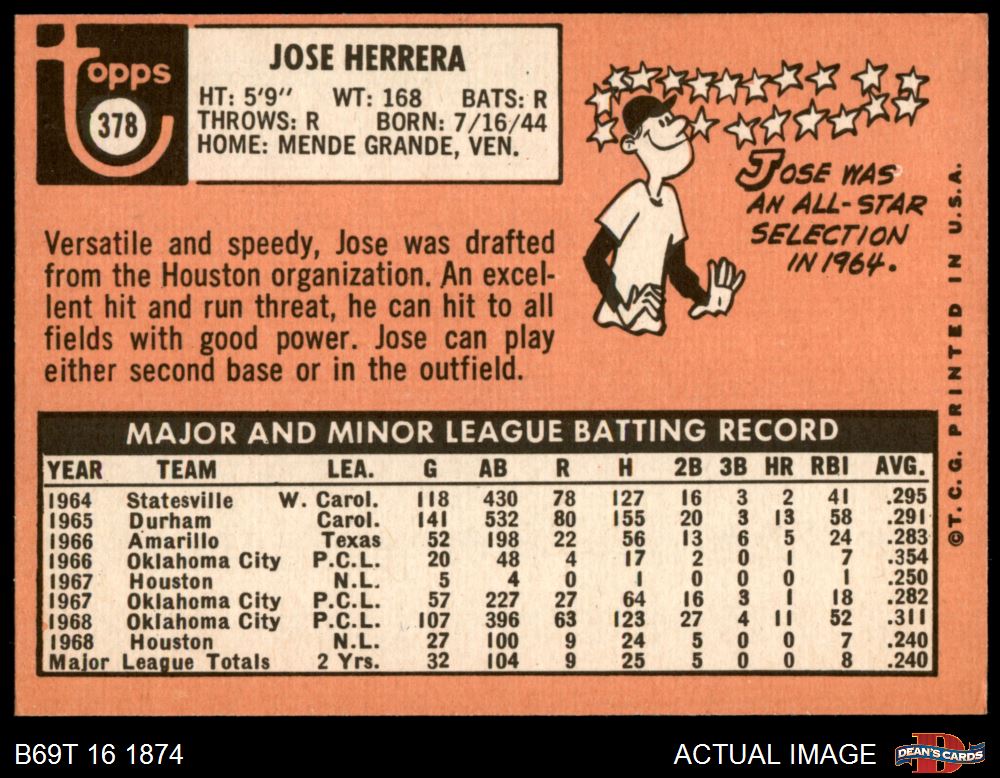 Topps
378
JOSE HERRERA
HT: 5'9" WT: 168 BATS: R
THROWS: R BORN: 7/16/44
HOME: MENDE GRANDE, VEN.
JOSE WAS
AN ALL-STAR
SELECTION
IN 1964.
Versatile and speedy, Jose was drafted
from the Houston organization. An excel-
lent hit and run threat, he can hit to all
fields with good power. Jose can play
either second base or in the outfield.
MAJOR AND MINOR LEAGUE BATTING RECORD
YEAR TEAM LEA. G AB R H 2B 3B HR RBI AVG.
1964 Statesville W. Carol. 118 430 78 127 16 3 2 41 .295
1965 Durham Carol. 141 532 80 155 20 3 13 58 .291
1966 Amarillo Texas 52 198 22 56 13 6 5 24 .283
1966 Oklahoma City P.C.L. 20 48 4 17 2 0 1 7 .354
1967 Houston N.L. 5 4 0 1 0 0 0 1 .250
1967 Oklahoma City P.C.L. 57 227 27 64 16 3 1 18 .282
1968 Oklahoma City P.C.L. 107 396 63 123 27 4 11 52 .311
1968 Houston N.L. 27 100 9 24 5 0 0 7 .240
Major League Totals 2 Yrs. 32 104 9 25 5 0 0 8 .240
©T. C. G. PRINTED IN U.S.A.
B69T 16 1874
ACTUAL IMAGE
DEAN'S CARDS